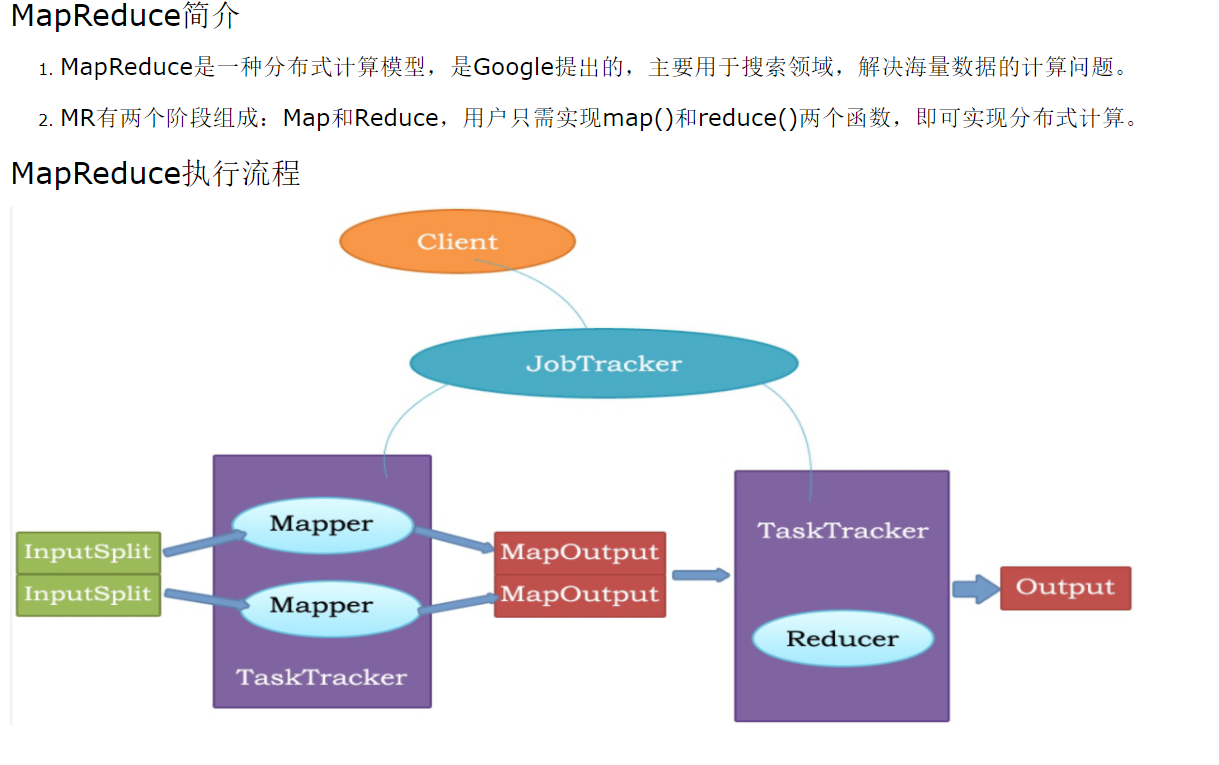 MapReduce简介
1. MapReduce是一种分布式计算模型，是Google提出的，主要用于搜索领域，解决海量数据的计算问题。
2. MR有两个阶段组成：Map和Reduce，用户只需实现map()和reduce()两个函数，即可实现分布式计算。
MapReduce执行流程
Client
JobTracker
Mapper
InputSplit
InputSplit
Mapper
TaskTracker
MapOutput
MapOutput
TaskTracker
Reducer
Output